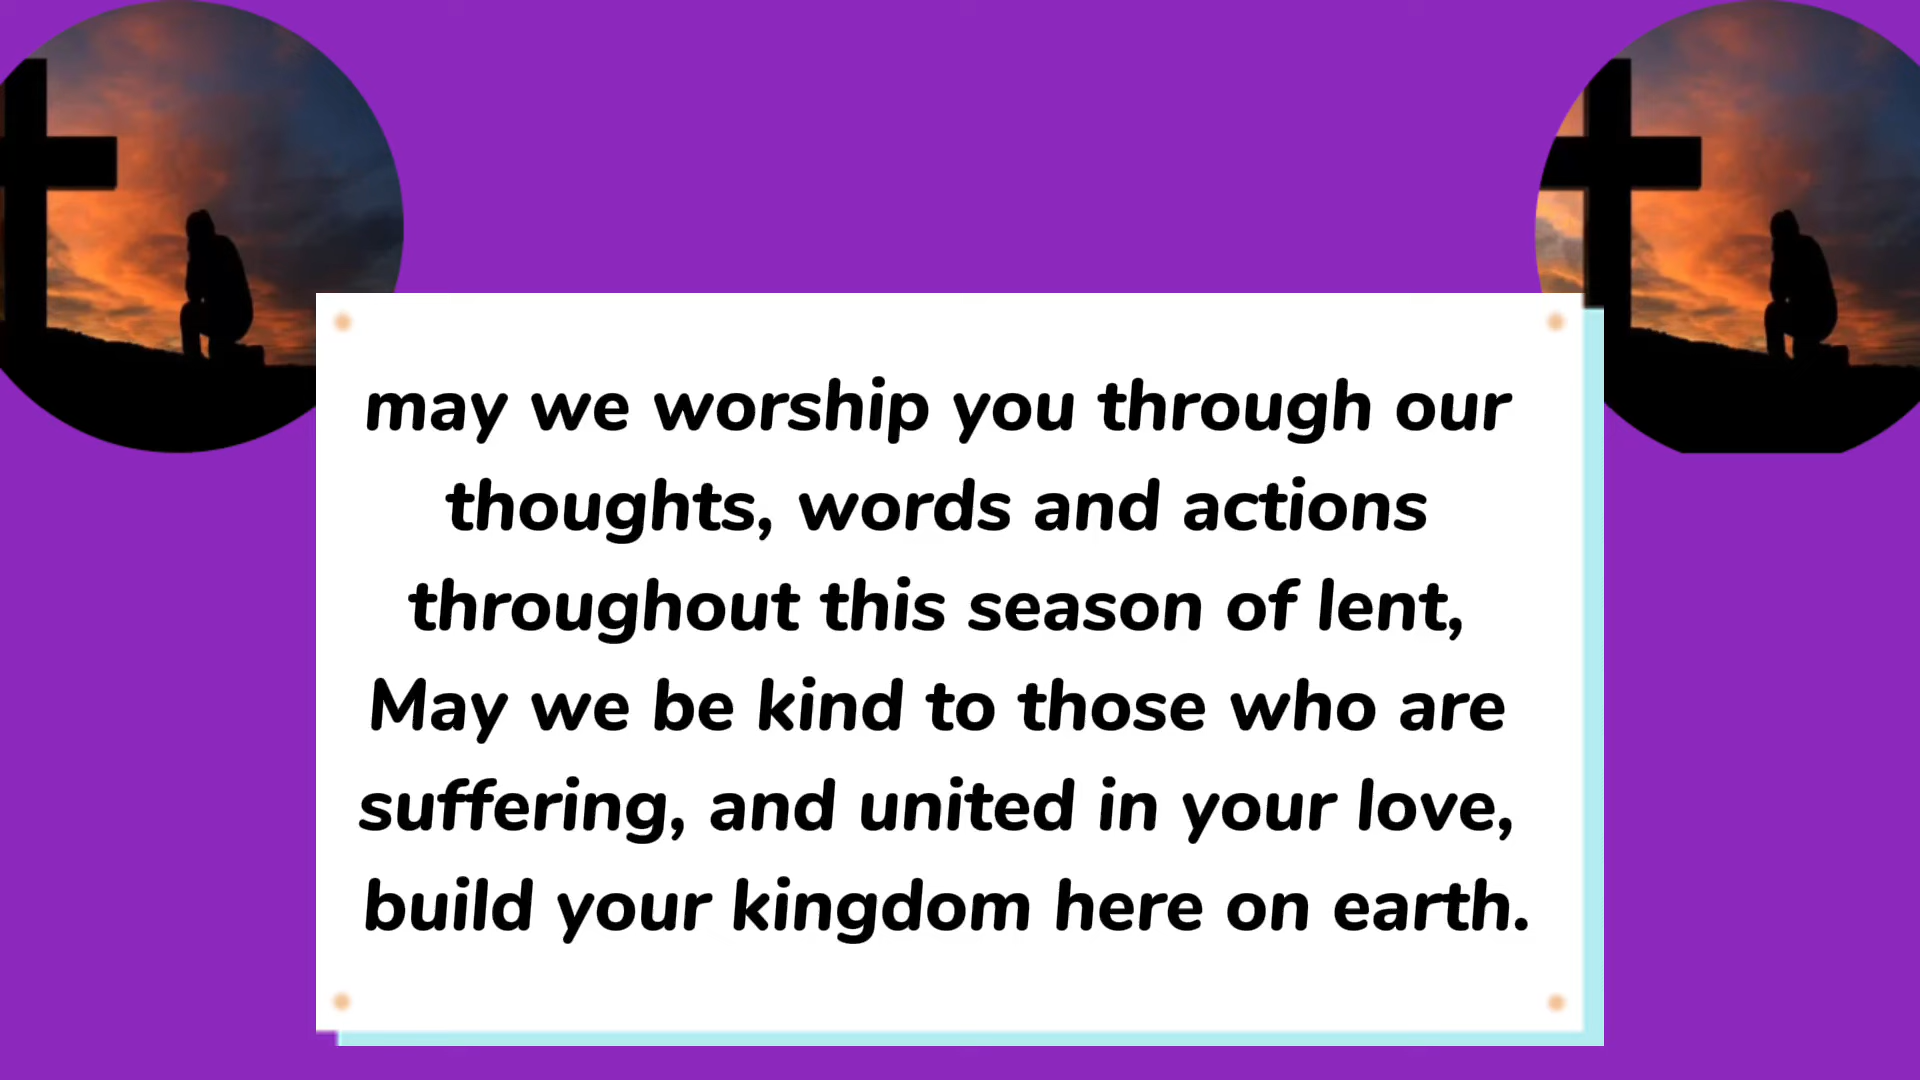 may we worship you through our
thoughts, words and actions
throughout this season of lent,
May we be kind to those who are
suffering, and united in your love,
build your kingdom here on earth.